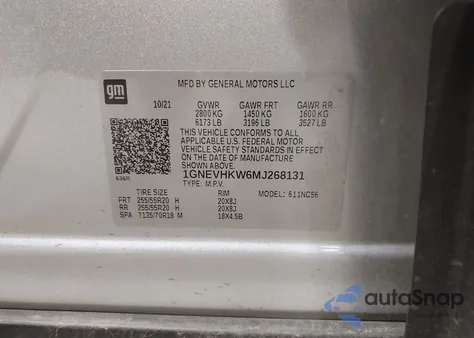 gm
MFD BY GENERAL MOTORS LLC
10/21 GVWR GAWR FRT GAWR RR
2800 KG 1450 KG 1600 KG
6173 LB 3196 LB 3527 LB
THIS VEHICLE CONFORMS TO ALL
APPLICABLE U.S. FEDERAL MOTOR
VEHICLE SAFETY STANDARDS IN EFFECT
ON THE DATE OF MANUFACTURE
SHOWN ABOVE.
1GNEVHKW6MJ268131
TYPE: M.P.V.
TIRE SIZE RIM MODEL: 611NC56
FRT 255/55R20 H 20X8J
RR 255/55R20 H 20X8J
SPA T135/70R18 M 18X4.5B
autoSnap